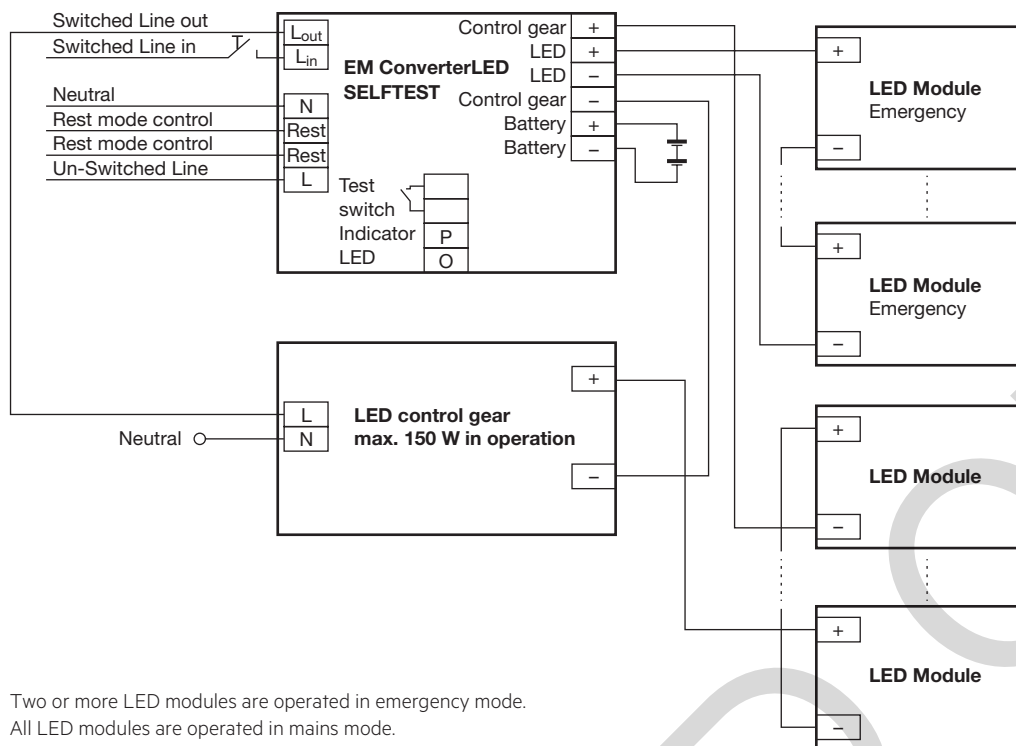 Switched Line out
Switched Line in
Neutral
Rest mode control
Rest mode control
Un-Switched Line
Lout
Lin
N
Rest
Rest
L
EM ConverterLED
SELFTEST
Test
switch
Indicator P
LED O
Control gear +
LED +
LED –
Control gear –
Battery +
Battery –
+
LED Module
Emergency
–
+
LED Module
Emergency
–
L
N
Neutral
LED control gear
max. 150 W in operation
+
–
+
LED Module
–
+
LED Module
–
Two or more LED modules are operated in emergency mode.
All LED modules are operated in mains mode.